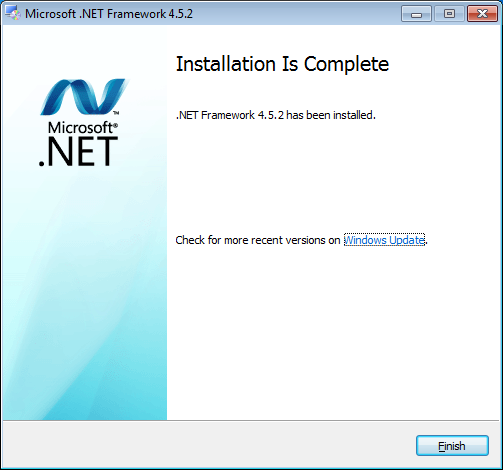 Microsoft .NET Framework 4.5.2
Installation Is Complete
.NET Framework 4.5.2 has been installed.
Microsoft®
.NET
Check for more recent versions on Windows Update.
Finish